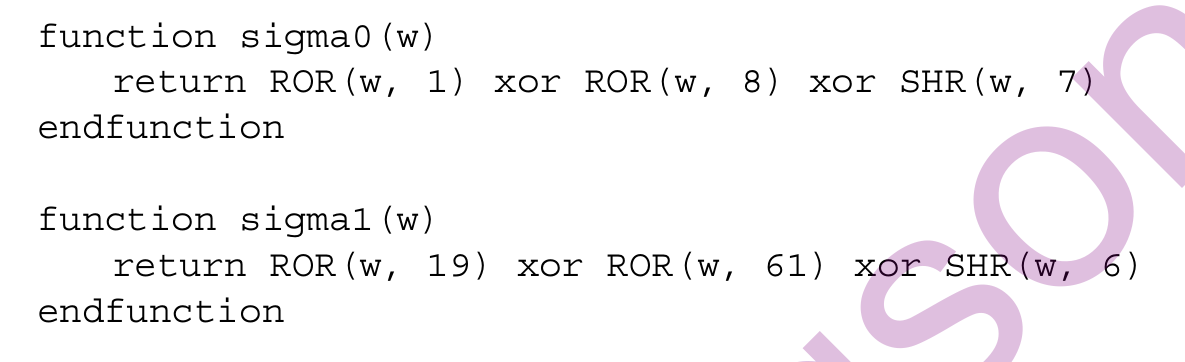 function sigma0(w)
return ROR(w, 1) xor ROR(w, 8) xor SHR(w, 7)
endfunction
function sigma1(w)
return ROR(w, 19) xor ROR(w, 61) xor SHR(w, 6)
endfunction